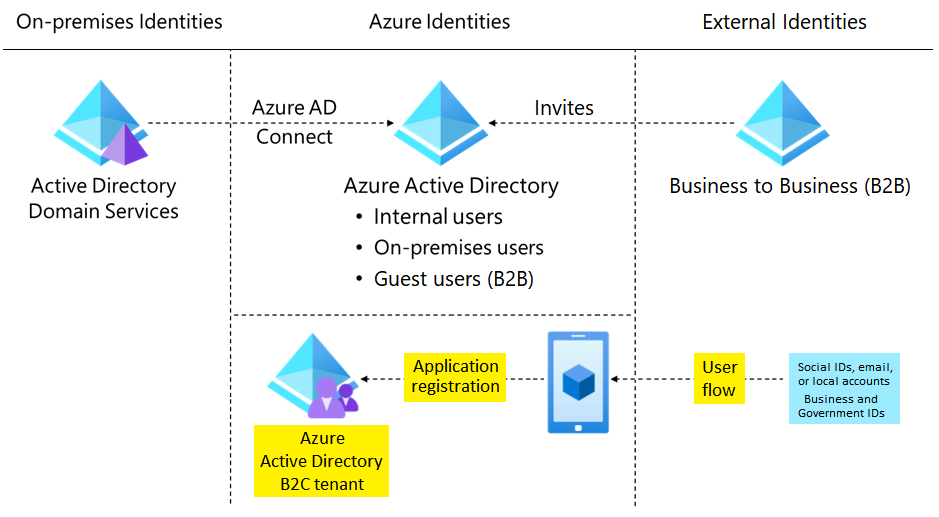 On-premises Identities
Azure Identities
External Identities
Azure AD
Connect
Invites
Active Directory
Domain Services
Azure Active Directory
• Internal users
• On-premises users
• Guest users (B2B)
Business to Business (B2B)
Application
registration
User
flow
Social IDs, email,
or local accounts
Business and
Government IDs
Azure
Active Directory
B2C tenant